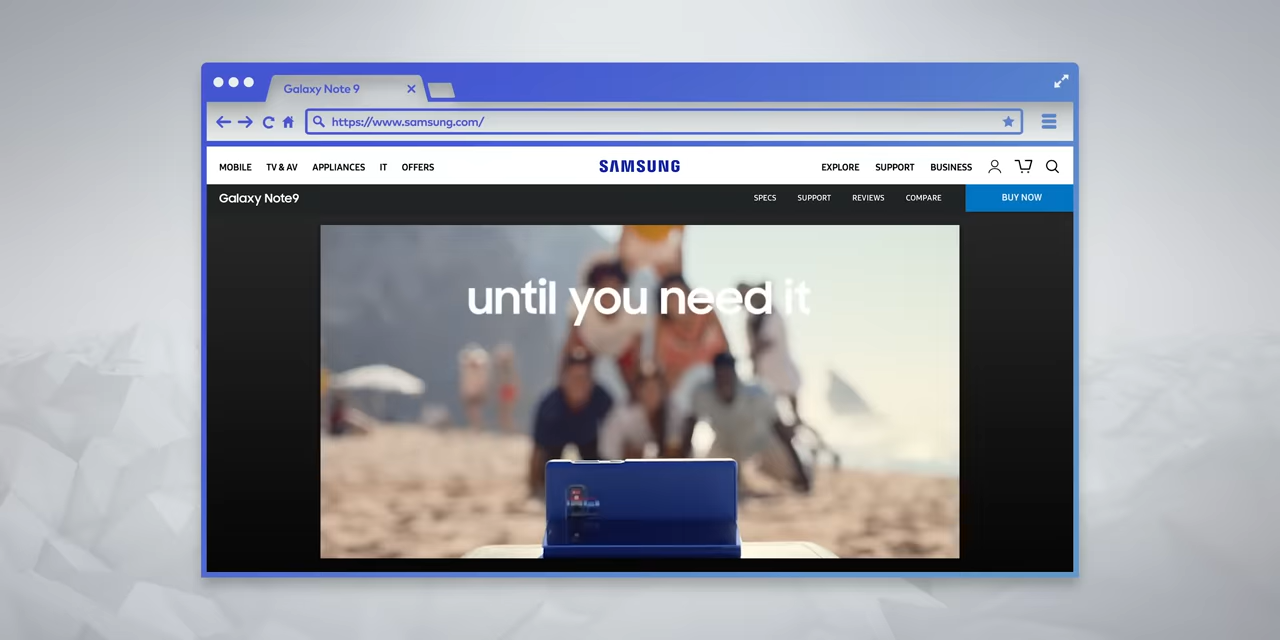 Galaxy Note 9
https://www.samsung.com/
MOBILE TV & AV APPLIANCES IT OFFERS SAMSUNG EXPLORE SUPPORT BUSINESS
Galaxy Note9 SPECS SUPPORT REVIEWS COMPARE BUY NOW
until you need it